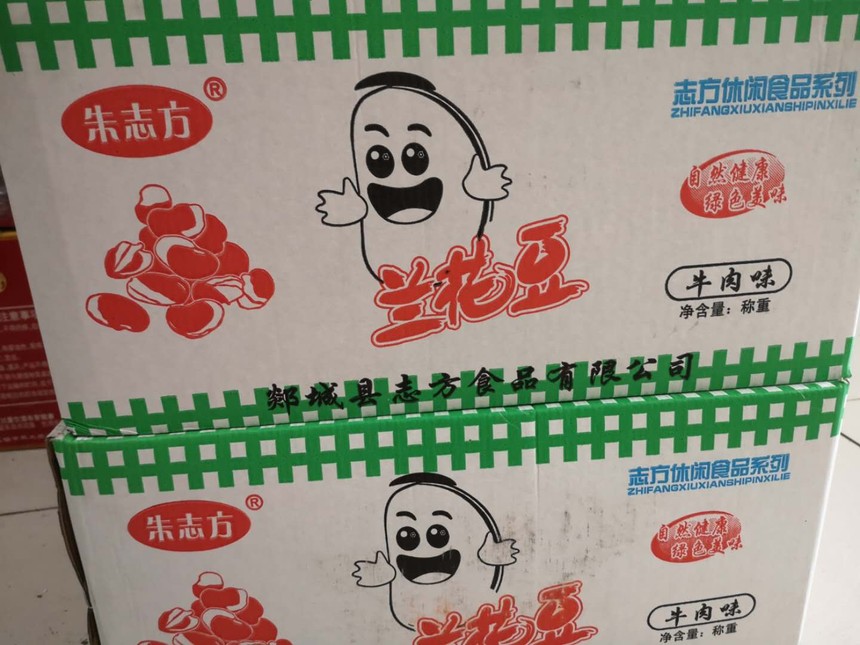 朱志方®
志方休闲食品系列
ZHIFANGXIUXIANSHIPINXILIE
自然健康
绿色美味
兰花豆
牛肉味
净含量：称重
郯城县志方食品有限公司
朱志方®
志方休闲食品系列
ZHIFANGXIUXIANSHIPINXILIE
自然健康
绿色美味
兰花豆
牛肉味
净含量：称重